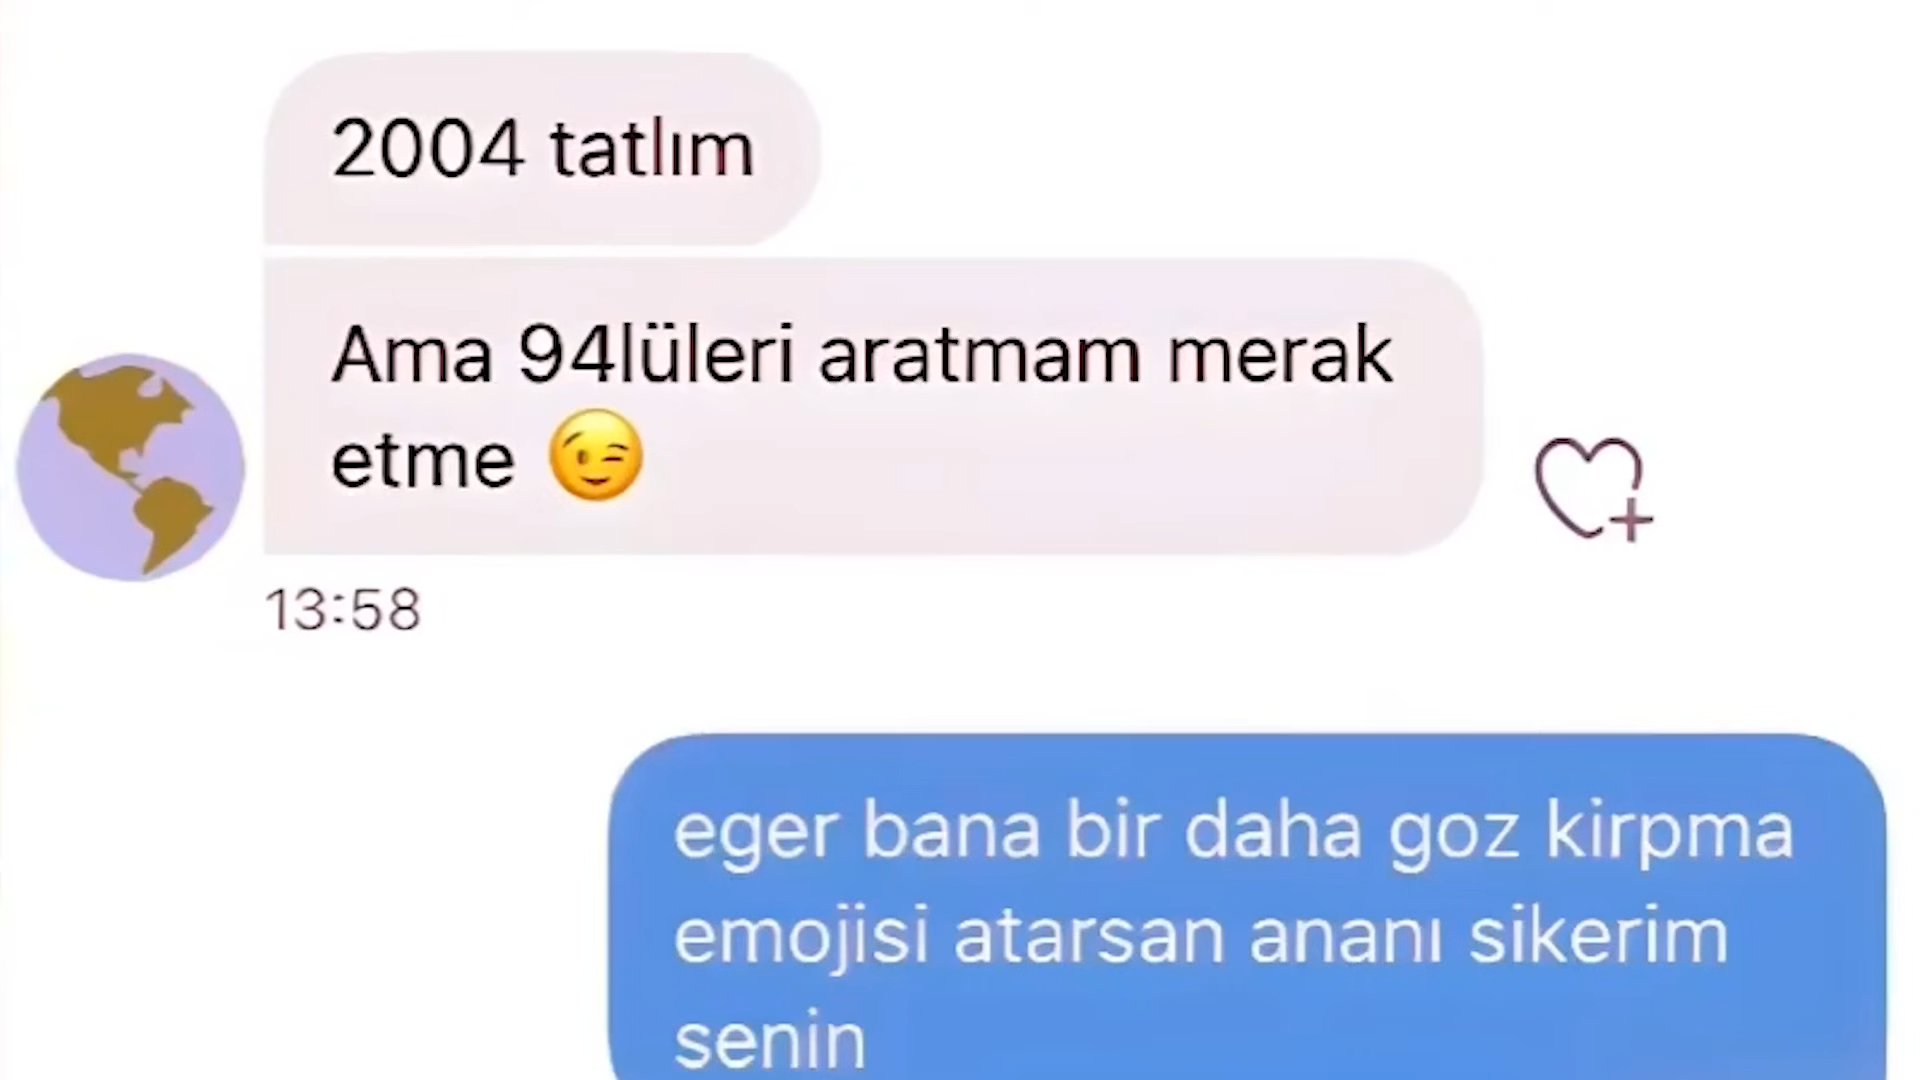 2004 tatlım
Ama 94lüleri aratmam merak
etme 😉
13:58
eger bana bir daha goz kirpma
emojisi atarsan ananı sikerim
senin